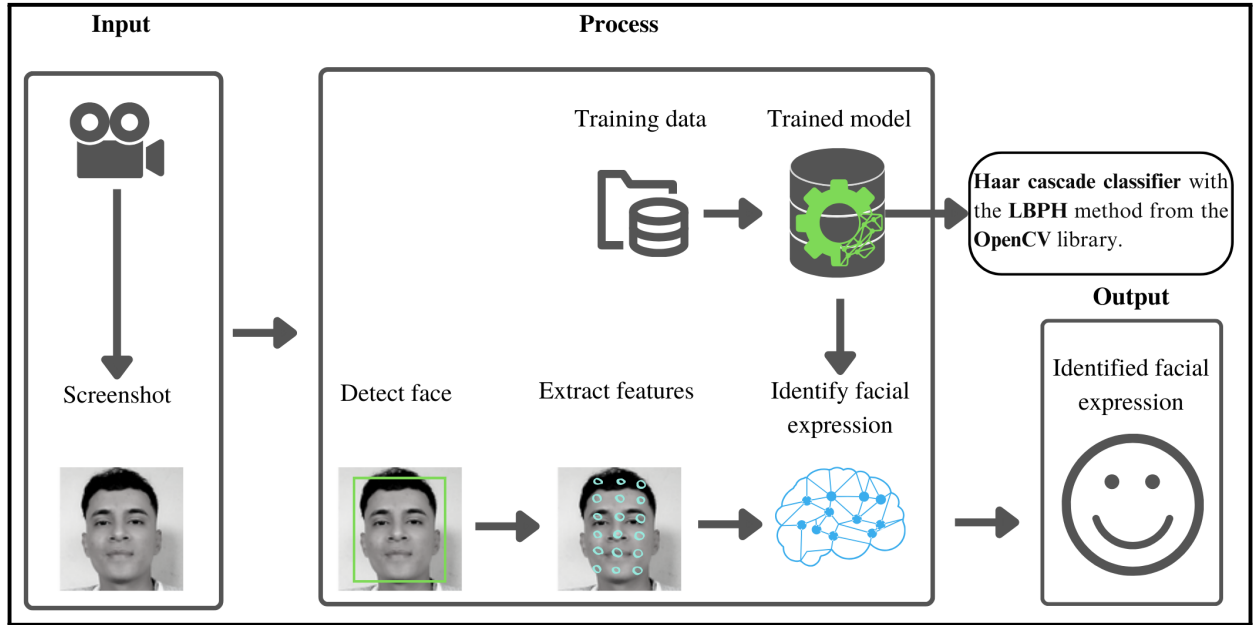 Input
Process
Training data
Trained model
Haar cascade classifier with
the LBPH method from the
OpenCV library.
Output
Screenshot
Detect face
Extract features
Identify facial
expression
Identified facial
expression